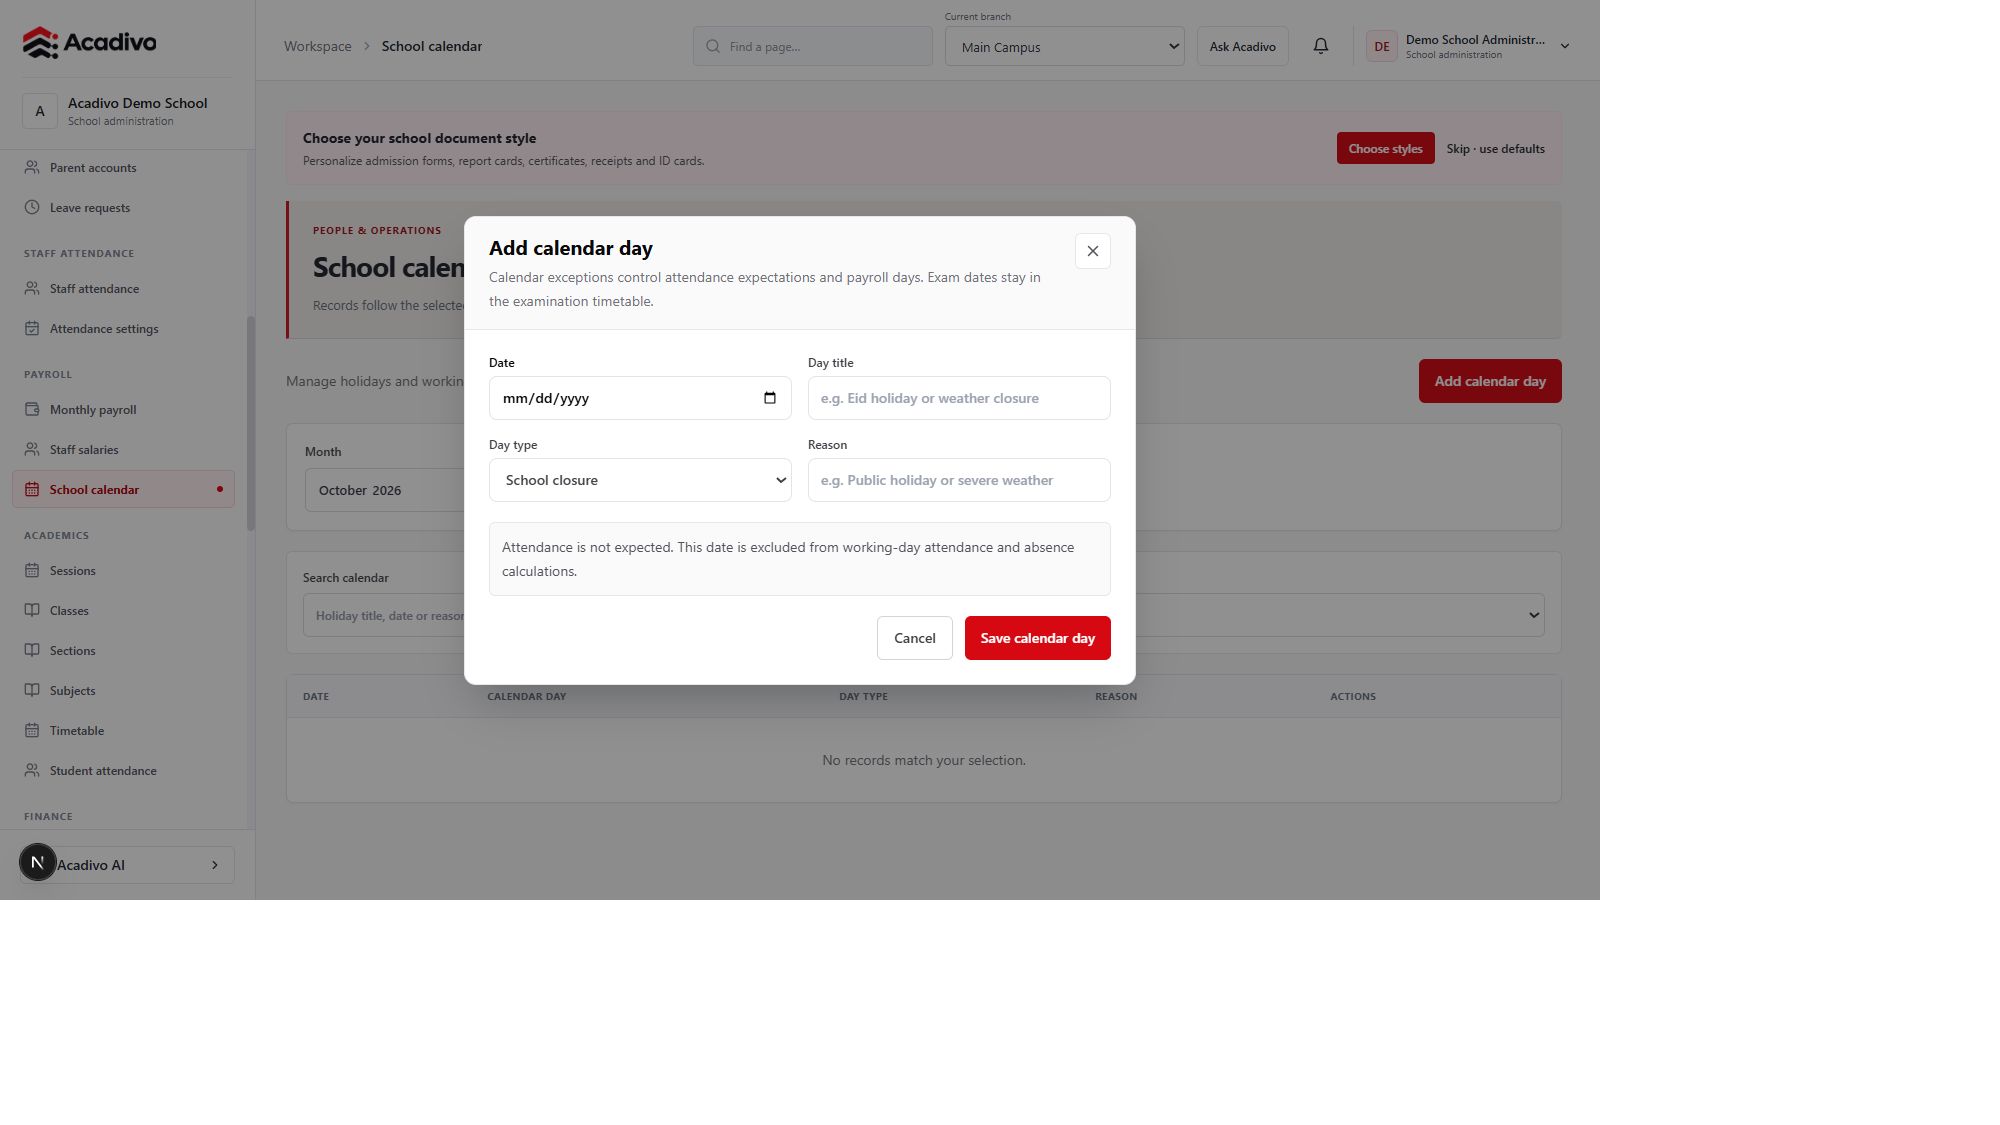 Acadivo
Acadivo Demo School
School administration
Parent accounts
Leave requests
STAFF ATTENDANCE
Staff attendance
Attendance settings
PAYROLL
Monthly payroll
Staff salaries
School calendar
ACADEMICS
Sessions
Classes
Sections
Subjects
Timetable
Student attendance
FINANCE
Acadivo AI
A
N
Workspace
School calendar
Find a page...
Current branch
Main Campus
Ask Acadivo
DE
Demo School Administr...
School administration
Choose your school document style
Personalize admission forms, report cards, certificates, receipts and ID cards.
Choose styles
Skip · use defaults
PEOPLE & OPERATIONS
School calen
Records follow the selecte
Manage holidays and workin
Add calendar day
Month
October 2026
Search calendar
Holiday title, date or reason
DATE
CALENDAR DAY
DAY TYPE
REASON
ACTIONS
No records match your selection.
Add calendar day
Calendar exceptions control attendance expectations and payroll days. Exam dates stay in
the examination timetable.
Date
mm/dd/yyyy
Day title
e.g. Eid holiday or weather closure
Day type
School closure
Reason
e.g. Public holiday or severe weather
Attendance is not expected. This date is excluded from working-day attendance and absence
calculations.
Cancel
Save calendar day